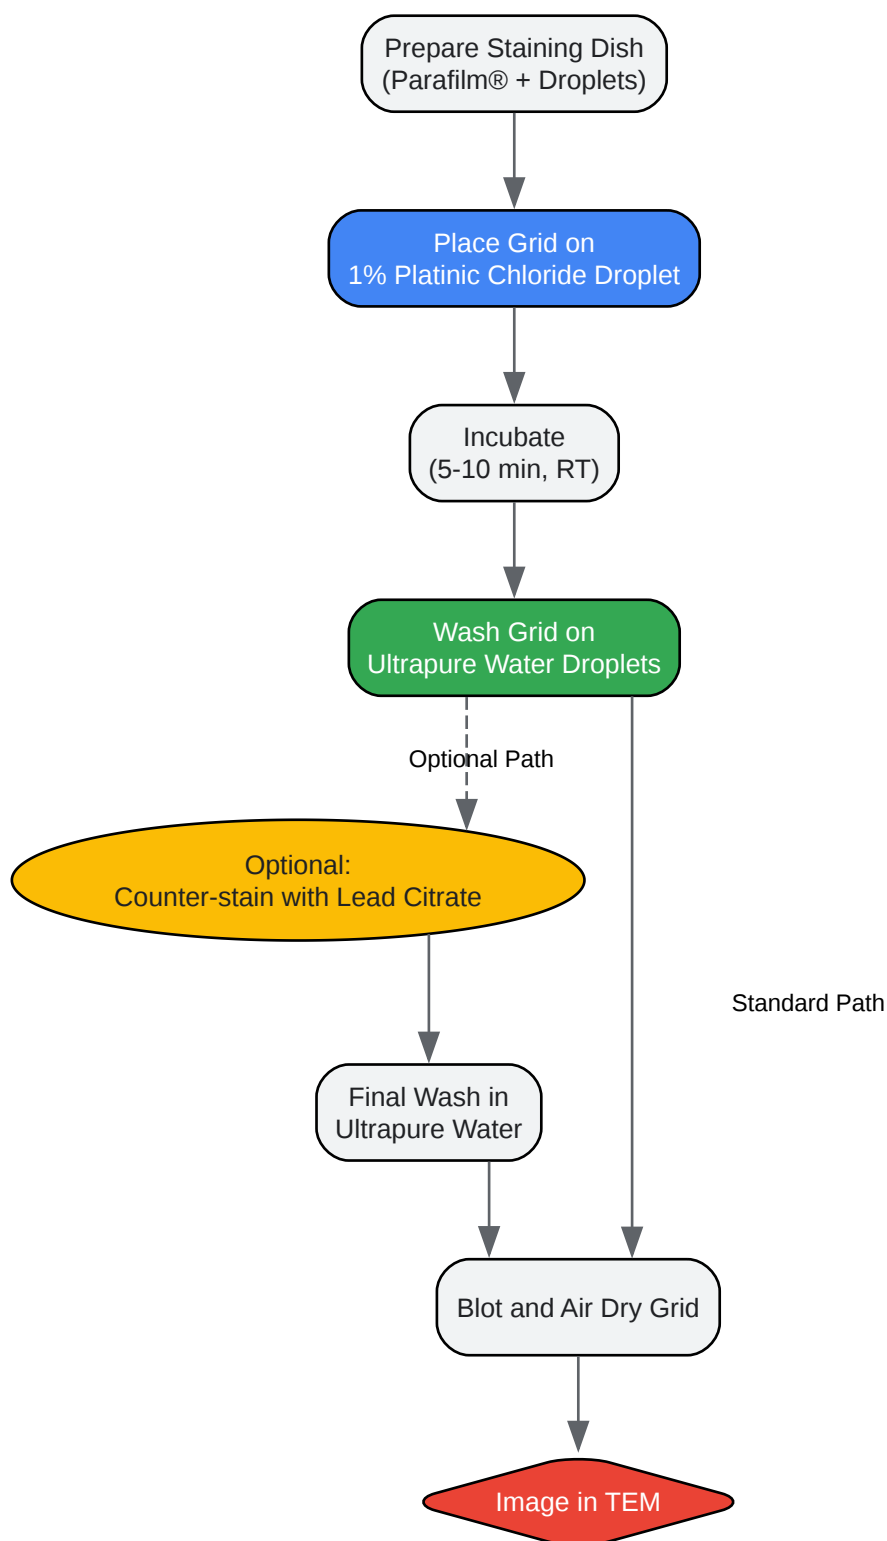 Prepare Staining Dish
(Parafilm® + Droplets)
Place Grid on
1% Platinic Chloride Droplet
Incubate
(5-10 min, RT)
Wash Grid on
Ultrapure Water Droplets
Optional Path
Optional:
Counter-stain with Lead Citrate
Standard Path
Final Wash in
Ultrapure Water
Blot and Air Dry Grid
Image in TEM